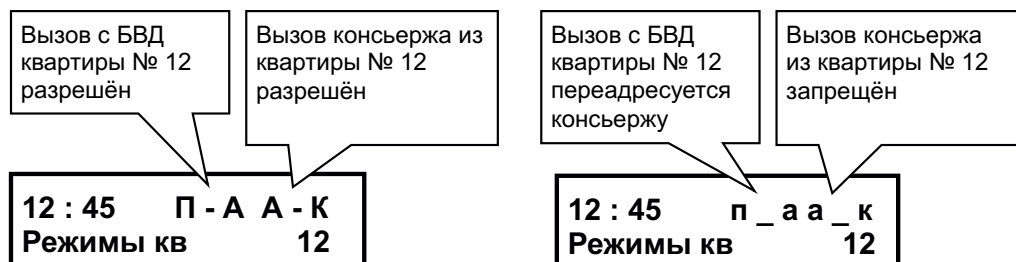 Вызов с БВД
квартиры № 12
разрешён
Вызов консьержа из
квартиры № 12
разрешён
12 : 45 П - А А - К
Режимы кв 12
Вызов с БВД
квартиры № 12
переадресуется
консьержу
Вызов консьержа
из квартиры № 12
запрещён
12 : 45 п _ а а _ к
Режимы кв 12